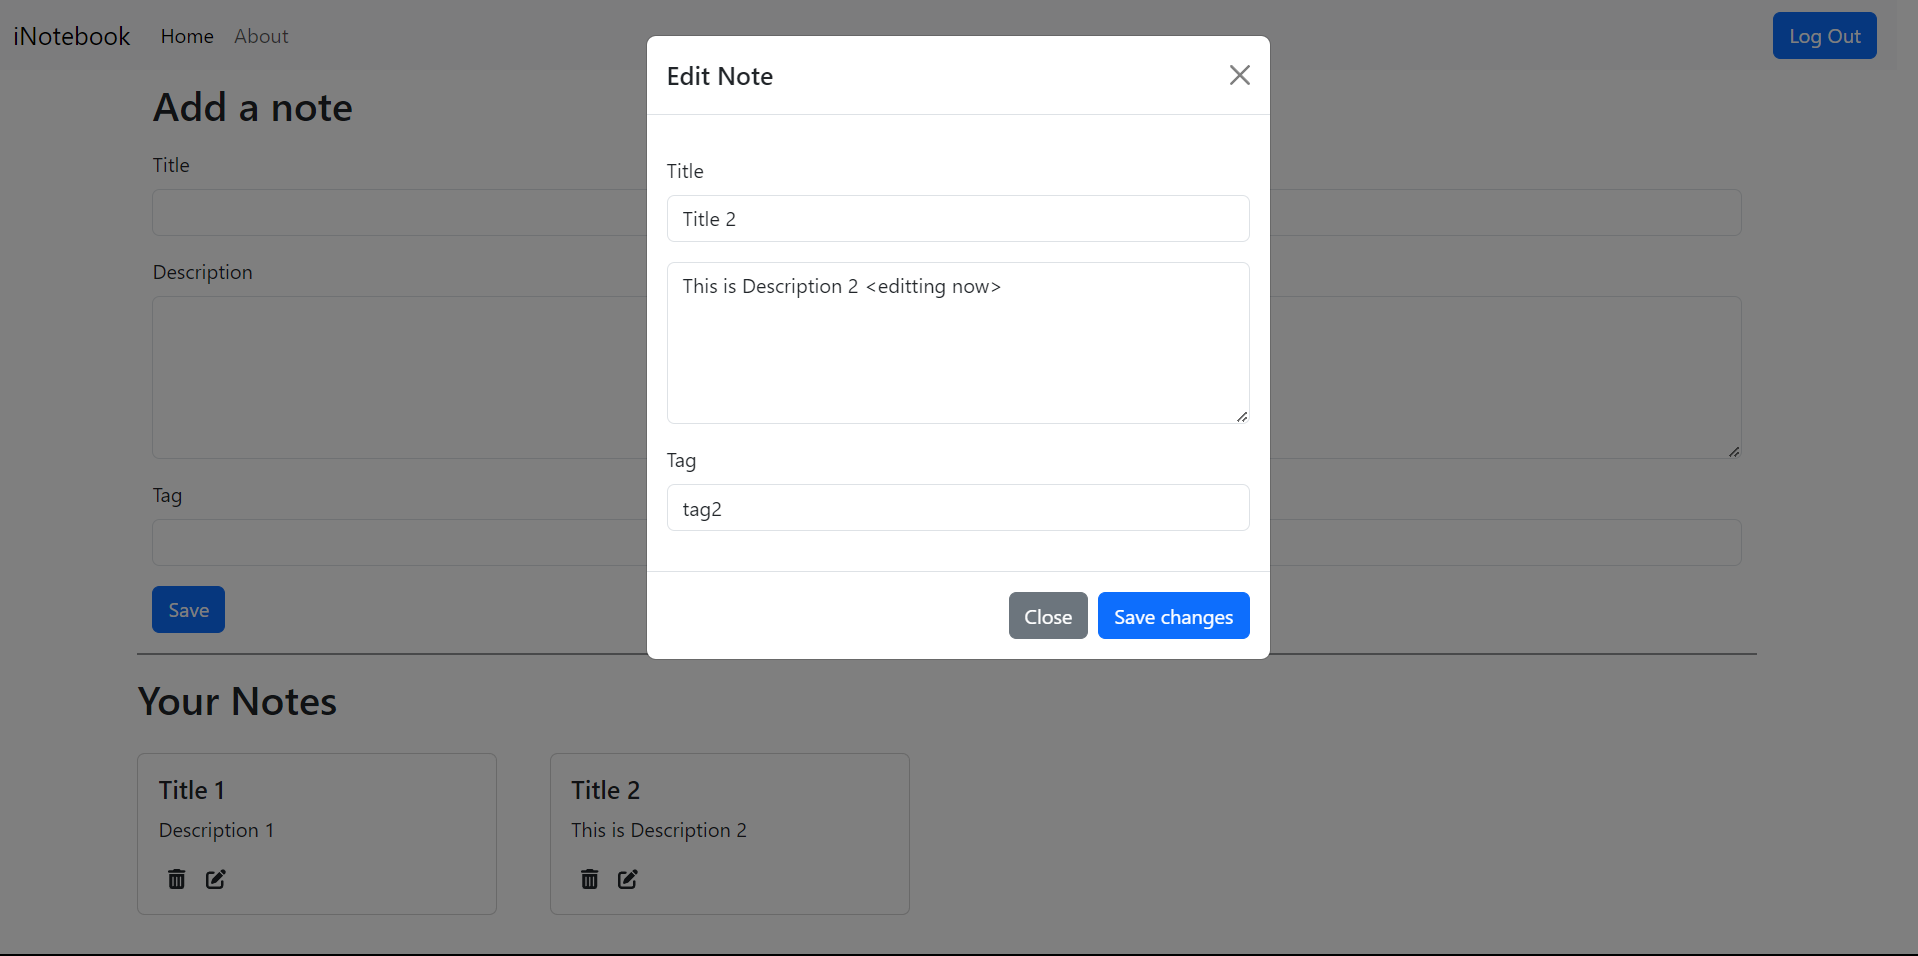 iNotebook Home About Log Out
Add a note
Title
Description
Tag
Save
Edit Note
Title
Title 2
This is Description 2 <editting now>
Tag
tag2
Close Save changes
Your Notes
Title 1
Description 1
Title 2
This is Description 2